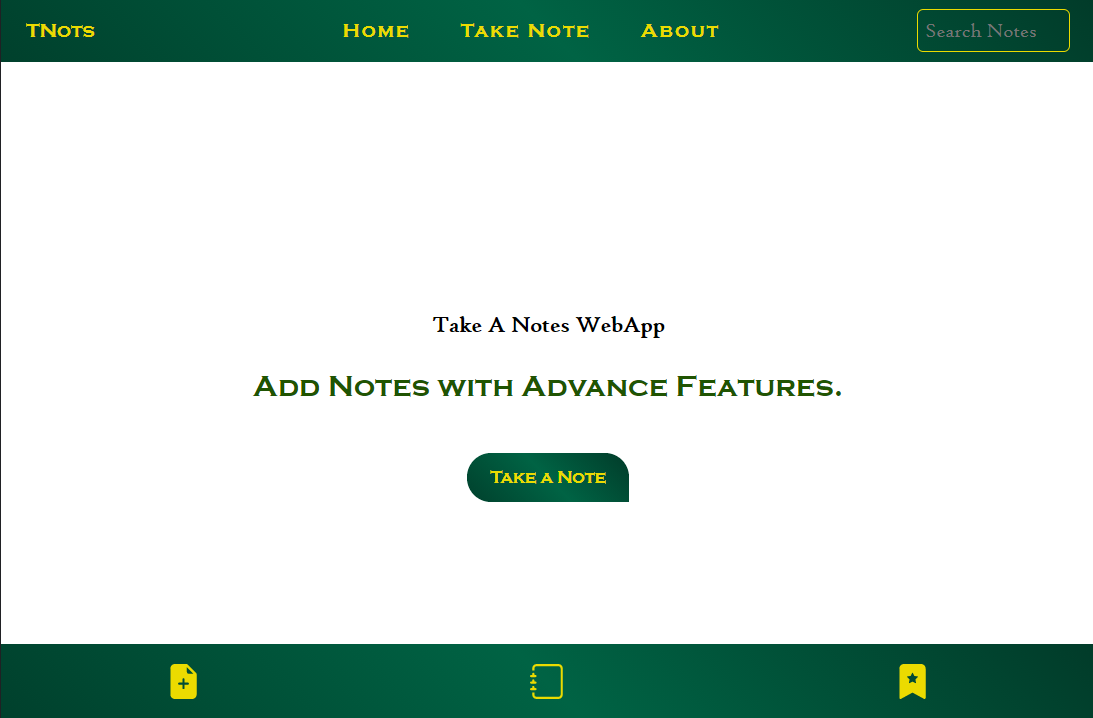 TNots
Home
Take Note
About
Search Notes
Take A Notes WebApp
Add Notes with Advance Features.
Take a Note